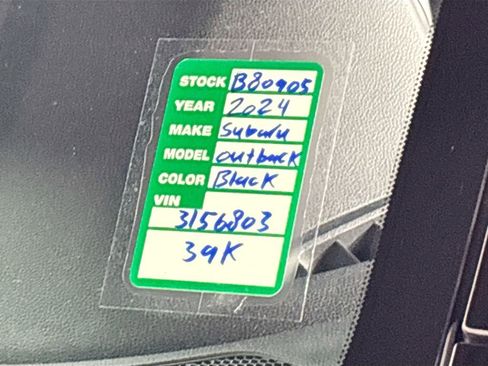 STOCK B80905
YEAR 2024
MAKE Subaru
MODEL outback
COLOR Black
VIN
3156803
39K